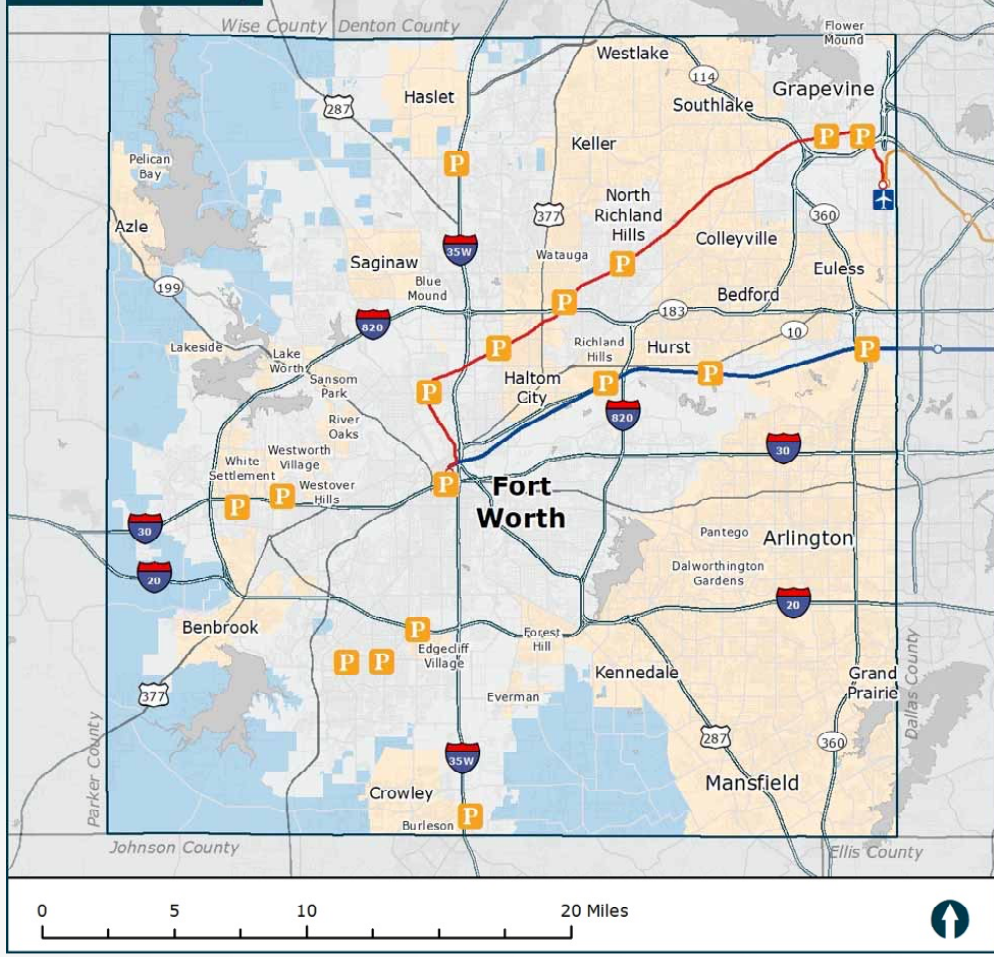 Wise County
Denton County
Flower
Mound
Westlake
114
Grapevine
Haslet
287
Southlake
P
P
P
Keller
Pelican
Bay
North
Richland
Hills
377
360
Azle
35W
Colleyville
Saginaw
Watauga
P
Euless
Blue
Mound
199
Bedford
P
183
820
10
Lakeside
Lake
Worth
P
Richland
Hills
Hurst
P
Sansom
Park
P
Haltom
City
P
P
River
Oaks
820
Westworth
Village
30
White
Settlement
Westover
Hills
P
P
P
Fort
Worth
30
Pantego
Arlington
20
Dalworthington
Gardens
20
Benbrook
P
Edgecliff
Village
Forest
Hill
P
P
Kennedale
Grand
Prairie
Dallas County
377
Everman
287
360
Parker County
35W
Mansfield
Crowley
P
Burleson
Johnson County
Ellis County
0
5
10
20 Miles